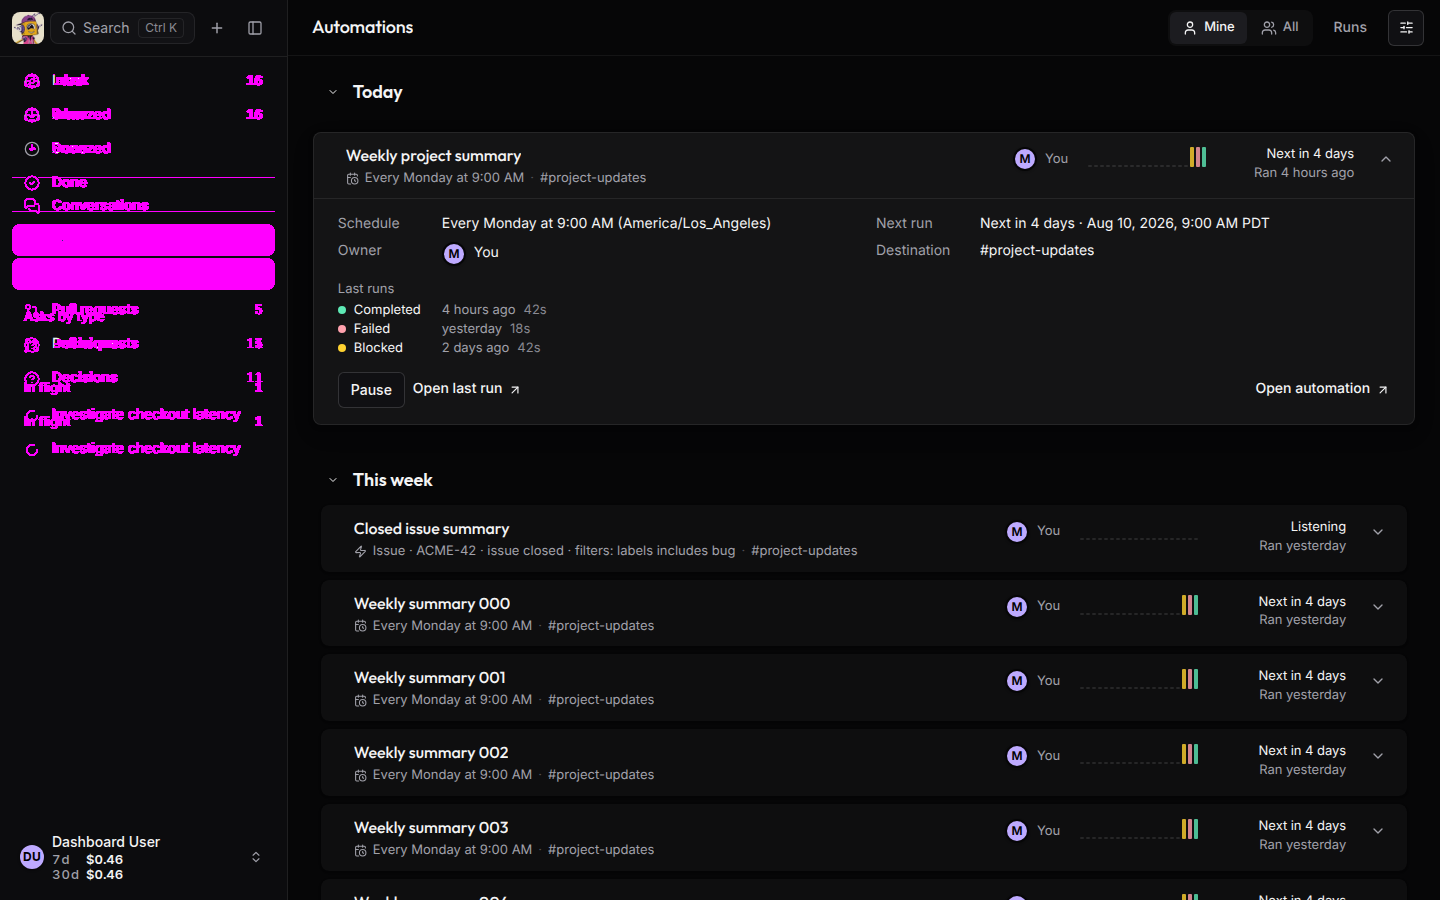 Search Ctrl K
Automations
Mine
All
Runs
16
16
Done
Conversations
Pull requests 5
Asks by type
Decisions 11
In flight 1
Investigate checkout latency
In flight 1
Investigate checkout latency
Dashboard User
DU
7d $0.46
30d $0.46
Today
Weekly project summary
Every Monday at 9:00 AM · #project-updates
M You
Next in 4 days
Ran 4 hours ago
Schedule Every Monday at 9:00 AM (America/Los_Angeles)
Next run Next in 4 days · Aug 10, 2026, 9:00 AM PDT
Owner M You
Destination #project-updates
Last runs
Completed 4 hours ago 42s
Failed yesterday 18s
Blocked 2 days ago 42s
Pause Open last run
Open automation
This week
Closed issue summary
Issue · ACME-42 · issue closed · filters: labels includes bug · #project-updates
M You
Listening
Ran yesterday
Weekly summary 000
Every Monday at 9:00 AM · #project-updates
M You
Next in 4 days
Ran yesterday
Weekly summary 001
Every Monday at 9:00 AM · #project-updates
M You
Next in 4 days
Ran yesterday
Weekly summary 002
Every Monday at 9:00 AM · #project-updates
M You
Next in 4 days
Ran yesterday
Weekly summary 003
Every Monday at 9:00 AM · #project-updates
M You
Next in 4 days
Ran yesterday